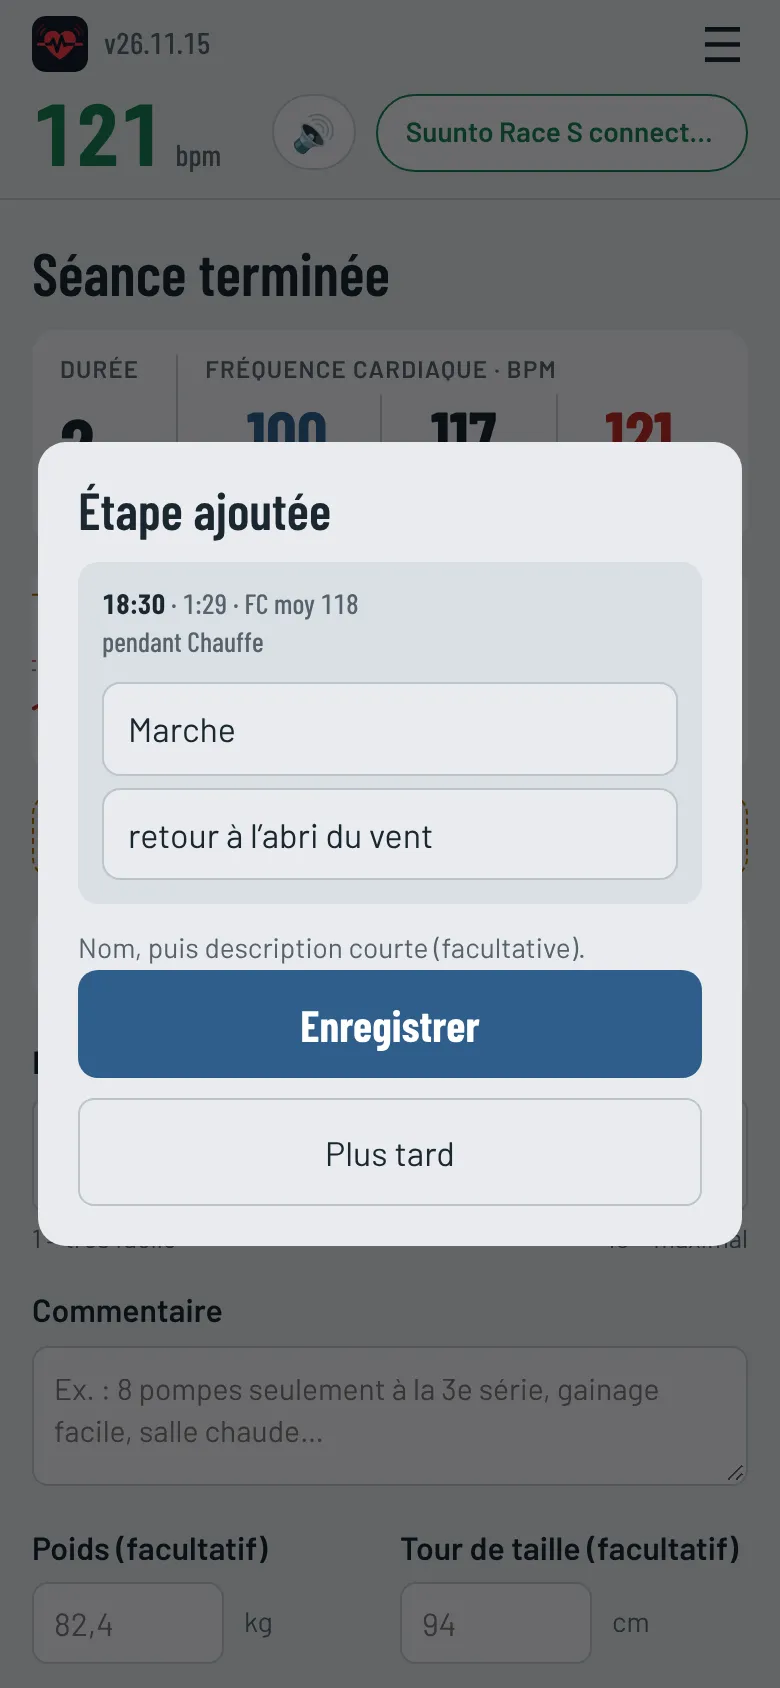 v26.11.15
121 bpm
Suunto Race S connect...
Séance terminée
DURÉE
FRÉQUENCE CARDIAQUE · BPM
100 117 121
Étape ajoutée
18:30 · 1:29 · FC moy 118
pendant Chauffe
Marche
retour à l’abri du vent
Nom, puis description courte (facultative).
Enregistrer
Plus tard
Commentaire
Ex. : 8 pompes seulement à la 3e série, gainage
facile, salle chaude...
Poids (facultatif)
Tour de taille (facultatif)
82,4 kg
94 cm